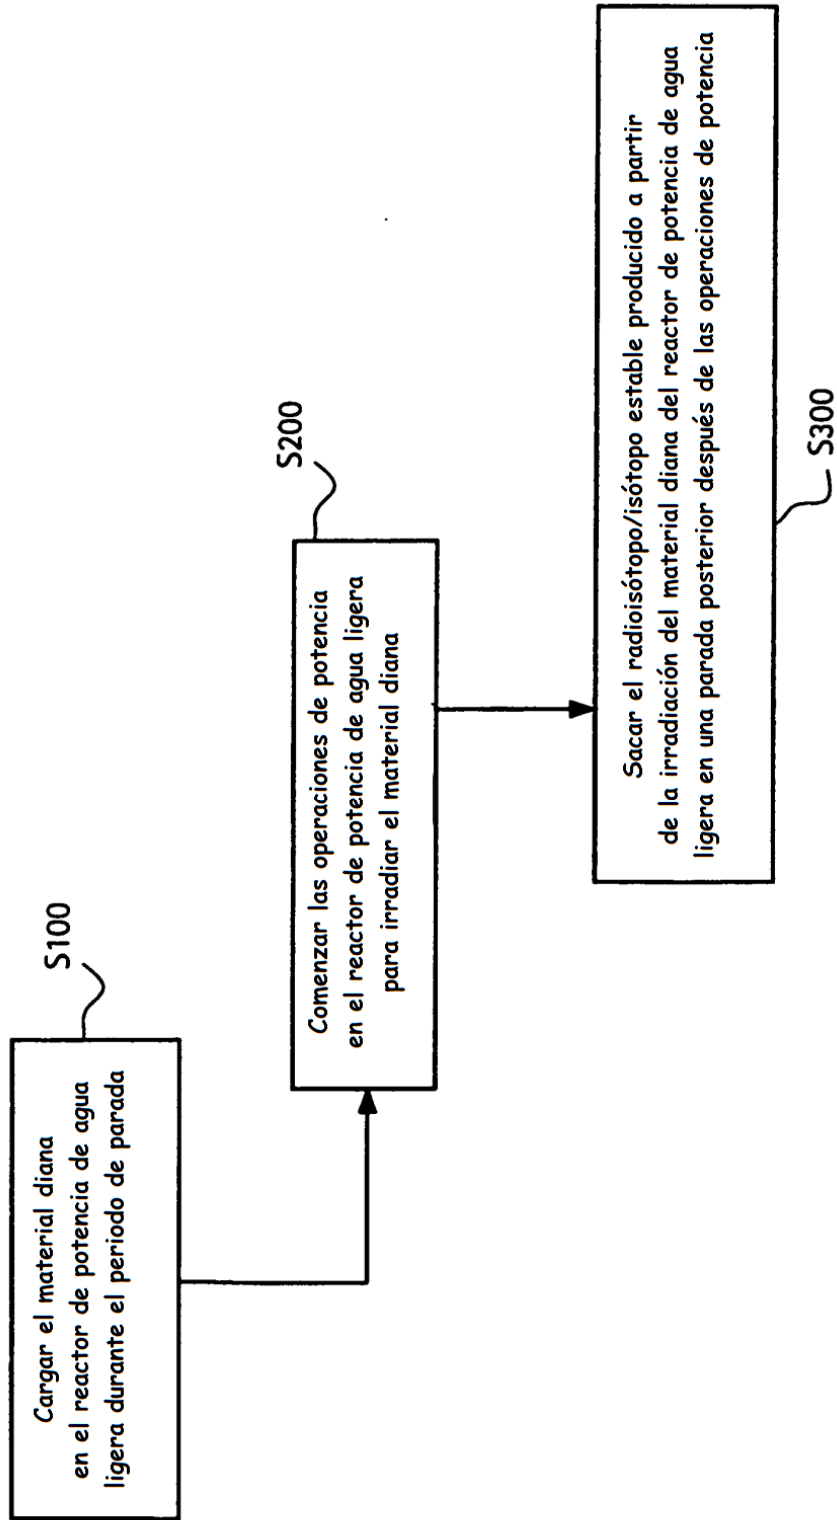 S100
Cargar el material diana
en el reactor de potencia de agua
ligera durante el periodo de parada
S200
Comenzar las operaciones de potencia
en el reactor de potencia de agua ligera
para irradiar el material diana
Sacar el radioisótopo/isótopo estable producido a partir
de la irradiación del material diana del reactor de potencia de agua
ligera en una parada posterior después de las operaciones de potencia
S300